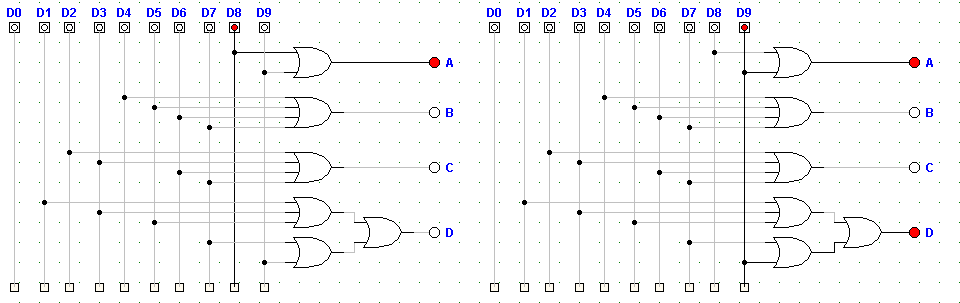 D0 D1 D2 D3 D4 D5 D6 D7 D8 D9 D0 D1 D2 D3 D4 D5 D6 D7 D8 D9
A A
B B
C C
D D